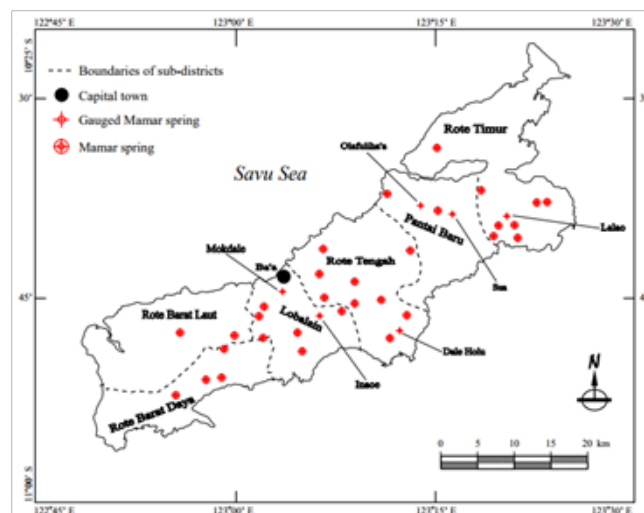 122°45' E 123°00' E 123°15' E 123°30' E
10°25' S
Boundaries of sub-districts
30'
Capital town
Gauged Mamar spring
Mamar spring
Rote Timur
Savu Sea
Pantai Baru
Lalao
Mokdale
Rote Tengah
Ba'a
Sua
45'
Rote Barat Laut
Lobalain
Dale Holu
Inaoe
N
Rote Barat Daya
0 5 10 15 20 km
11°00' S
122°45' E 123°00' E 123°15' E 123°30' E